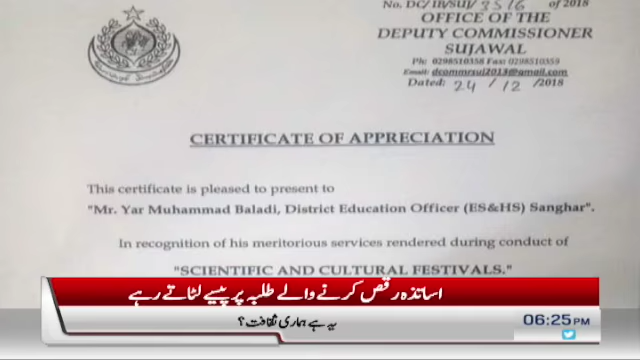 No. DC/IB/SUJ/3516 of 2018
OFFICE OF THE
DEPUTY COMMISSIONER
SUJAWAL
Ph: 0298510358 Fax: 0298510359
Email: dcommrsuj2013@gmail.com
Dated: 24/12/2018
CERTIFICATE OF APPRECIATION
This certificate is pleased to present to
"Mr. Yar Muhammad Baladi, District Education Officer (ES&HS) Sanghar".
In recognition of his meritorious services rendered during conduct of
"SCIENTIFIC AND CULTURAL FESTIVALS."
اساتذہ رقص کرنے والے طلبہ پر پیسے لٹاتے رہے
یہ ہے ہماری ثقافت؟
06:25PM